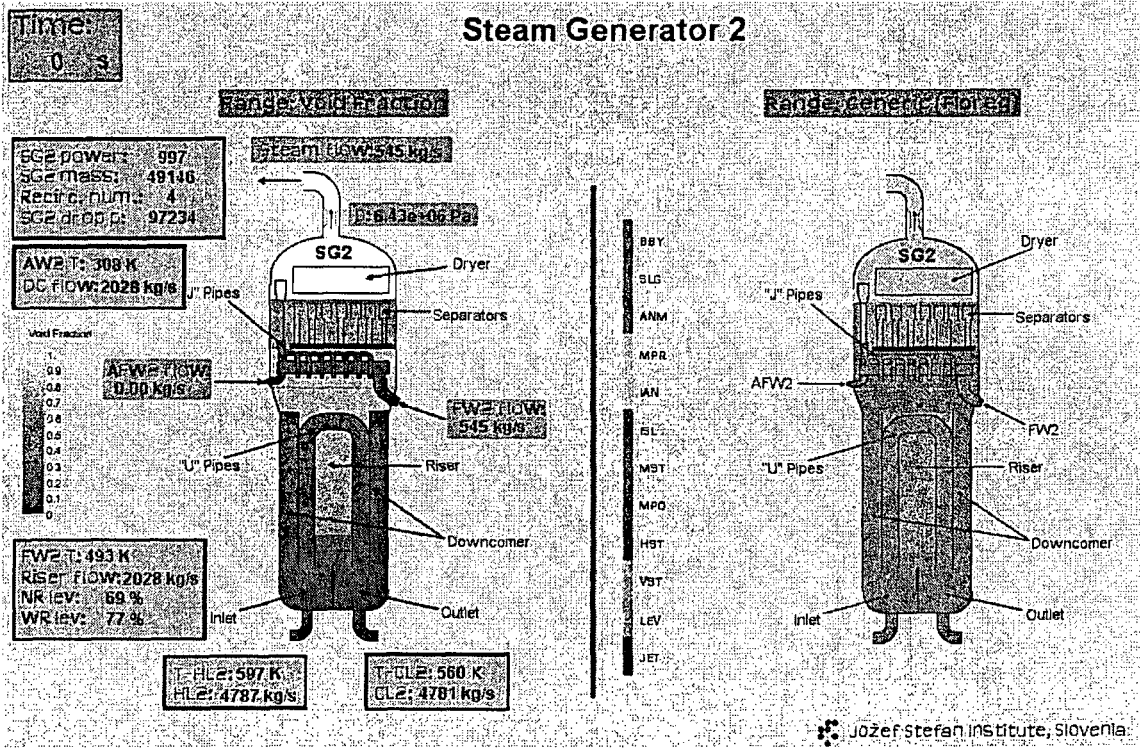 Steam Generator 2
Time:
0 s
Range: Void Fraction
Range: Generic (Floreg)
SG2 power: 997
SG2 mass: 49146
Recirc. num.: 4
SG2 drop p: 97234
Steam flow: 545 kg/s
P: 6.43e+06 Pa
AW2 T: 308 K
DC flow: 2028 kg/s
SG2
Dryer
"J" Pipes
Separators
Void Fraction
1.
0.9
0.8
0.7
0.6
0.5
0.4
0.3
0.2
0.1
0
AFW2 flow:
0.00 kg/s
FW2 flow:
545 kg/s
"U" Pipes
Riser
Downcomer
FW2 T: 493 K
Riser flow: 2028 kg/s
NR lev: 69 %
WR lev: 77 %
Inlet
Outlet
T-HL2: 597 K
HL2: 4787 kg/s
T-CL2: 560 K
CL2: 4781 kg/s
BBY
SLG
ANM
MPR
IAN
ISL
MST
MPO
HST
VST
LEV
JET
SG2
Dryer
"J" Pipes
Separators
AFW2
FW2
"U" Pipes
Riser
Downcomer
Inlet
Outlet
Jožef Stefan Institute, Slovenia